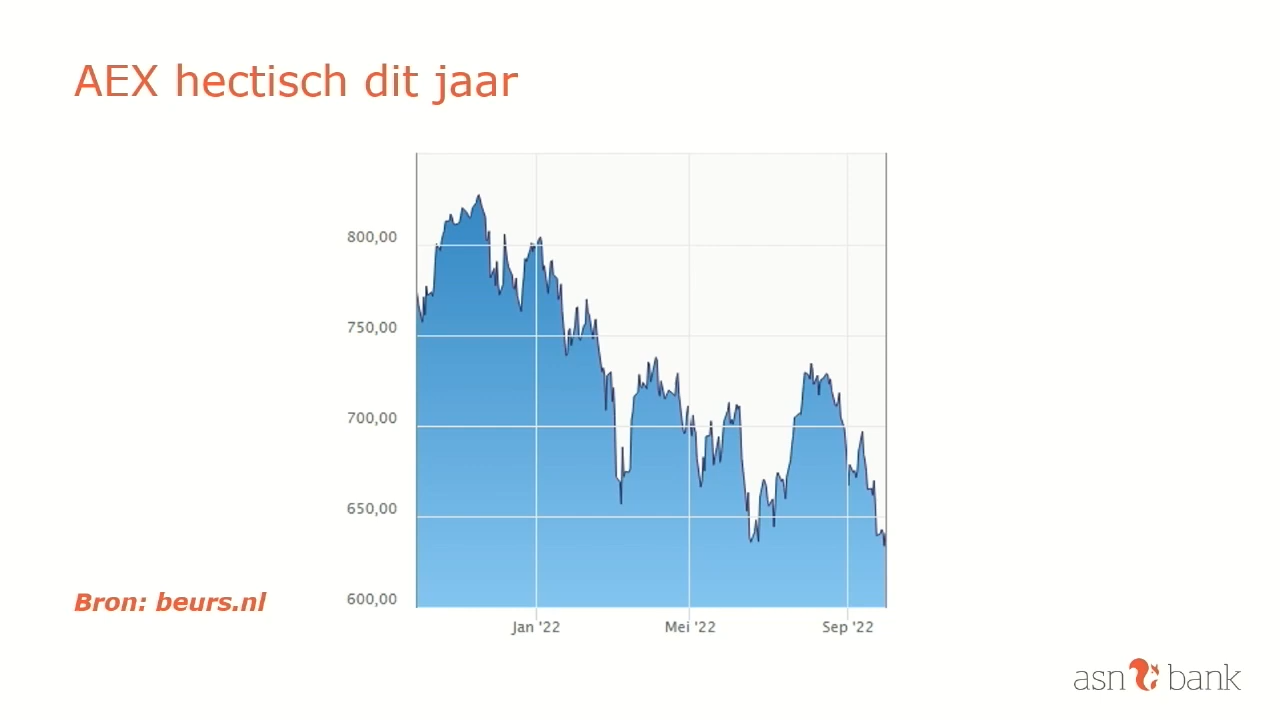 AEX hectisch dit jaar
800,00
750,00
700,00
650,00
600,00
Jan '22 Mei '22 Sep '22
Bron: beurs.nl
asn bank